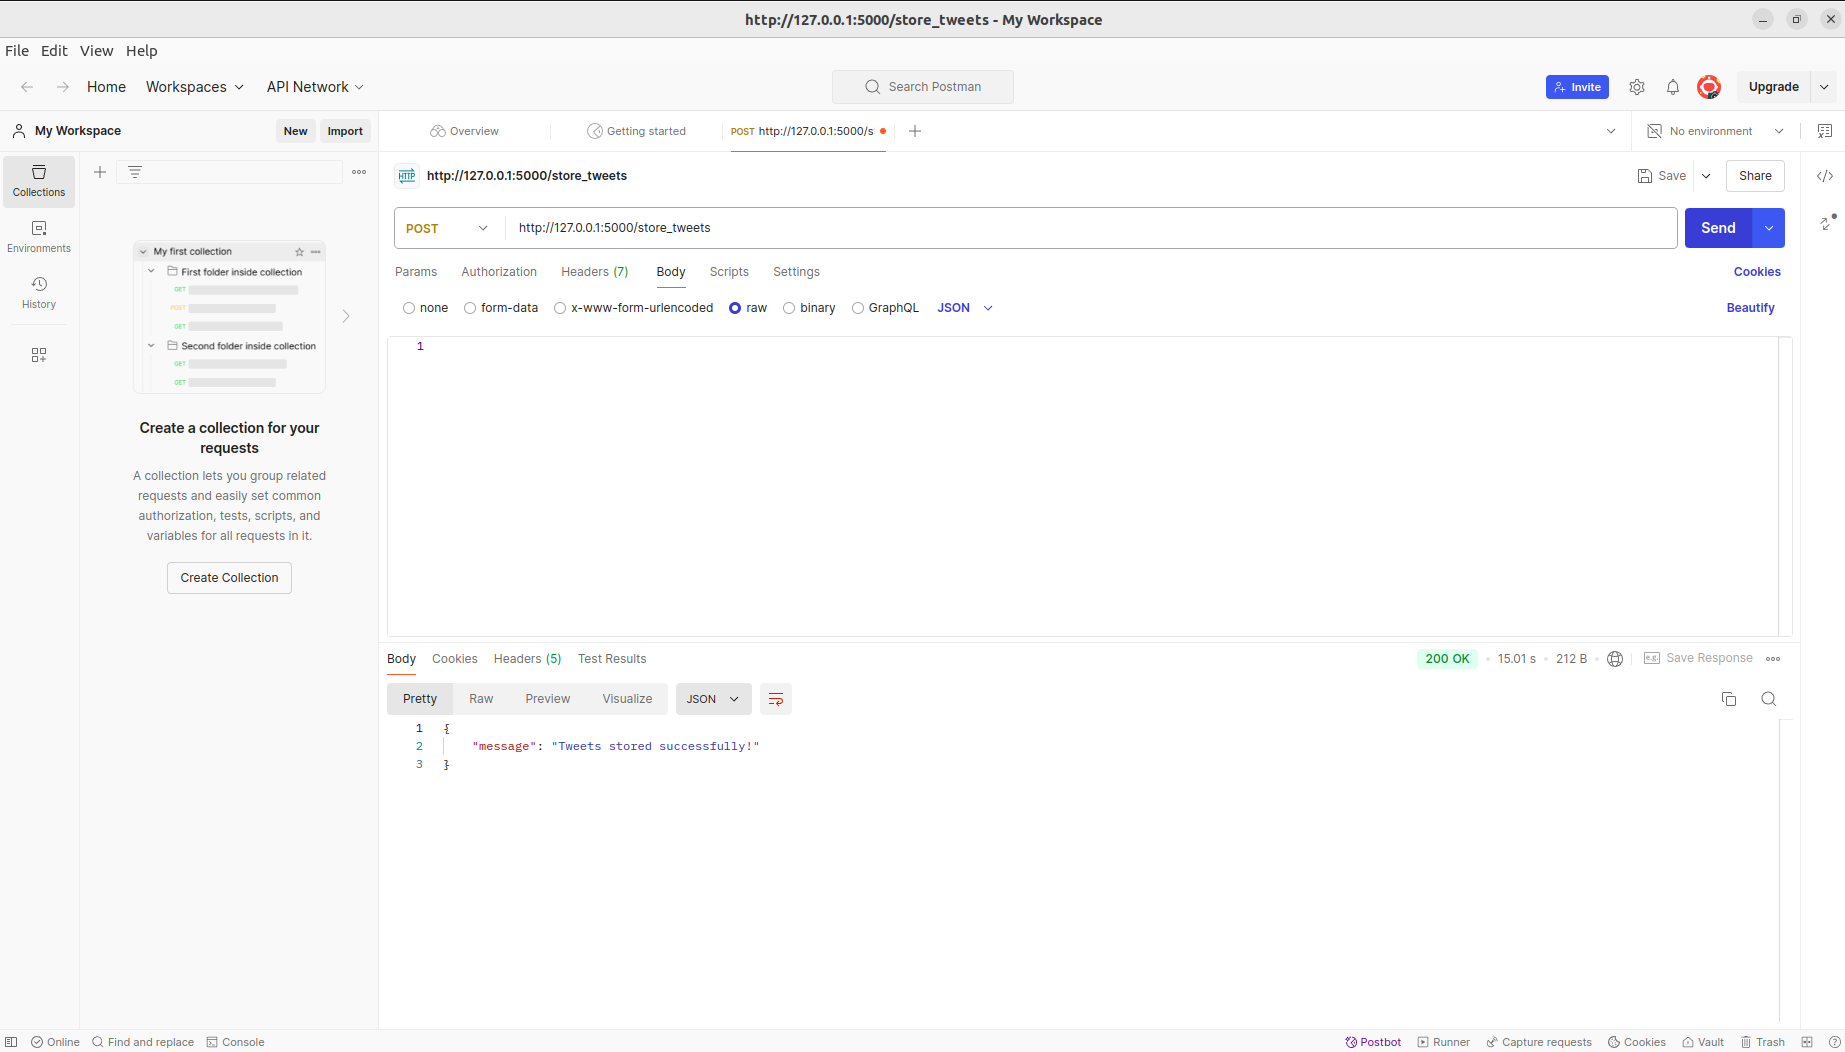 http://127.0.0.1:5000/store_tweets - My Workspace
File Edit View Help
Home Workspaces API Network Search Postman Invite Upgrade
My Workspace New Import Overview Getting started POST http://127.0.0.1:5000/s No environment
Collections
Environments
History
My first collection
First folder inside collection
GET
POST
GET
Second folder inside collection
GET
GET
Create a collection for your
requests
A collection lets you group related
requests and easily set common
authorization, tests, scripts, and
variables for all requests in it.
Create Collection
HTTP http://127.0.0.1:5000/store_tweets Save Share
POST http://127.0.0.1:5000/store_tweets Send
Params Authorization Headers (7) Body Scripts Settings Cookies
none form-data x-www-form-urlencoded raw binary GraphQL JSON Beautify
1
Body Cookies Headers (5) Test Results 200 OK 15.01 s 212 B e.g. Save Response
Pretty Raw Preview Visualize JSON
1 {
2 "message": "Tweets stored successfully!"
3 }
Online Find and replace Console Postbot Runner Capture requests Cookies Vault Trash